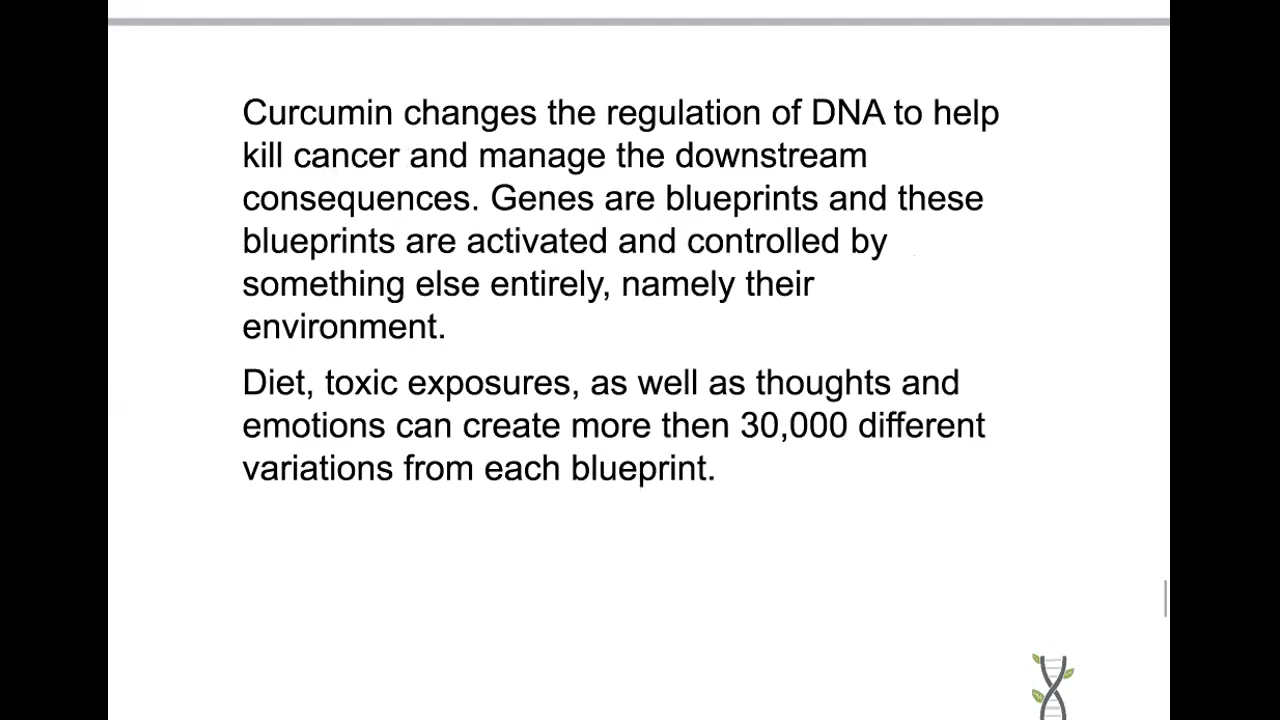 Curcumin changes the regulation of DNA to help
kill cancer and manage the downstream
consequences. Genes are blueprints and these
blueprints are activated and controlled by
something else entirely, namely their
environment.
Diet, toxic exposures, as well as thoughts and
emotions can create more then 30,000 different
variations from each blueprint.